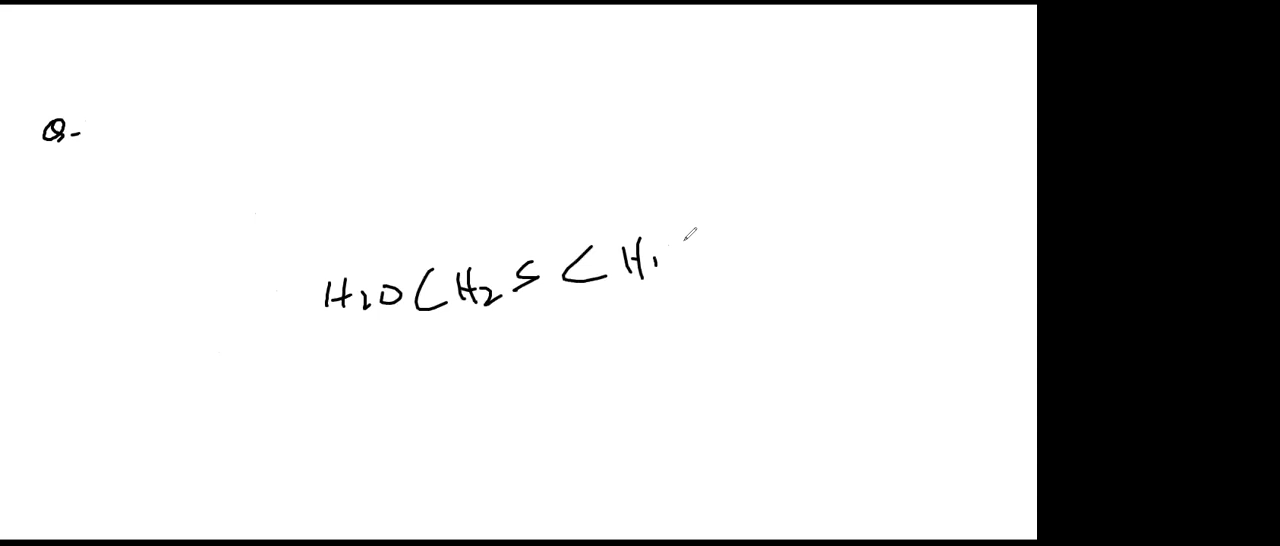 Q-
H₂O < H₂S < H,